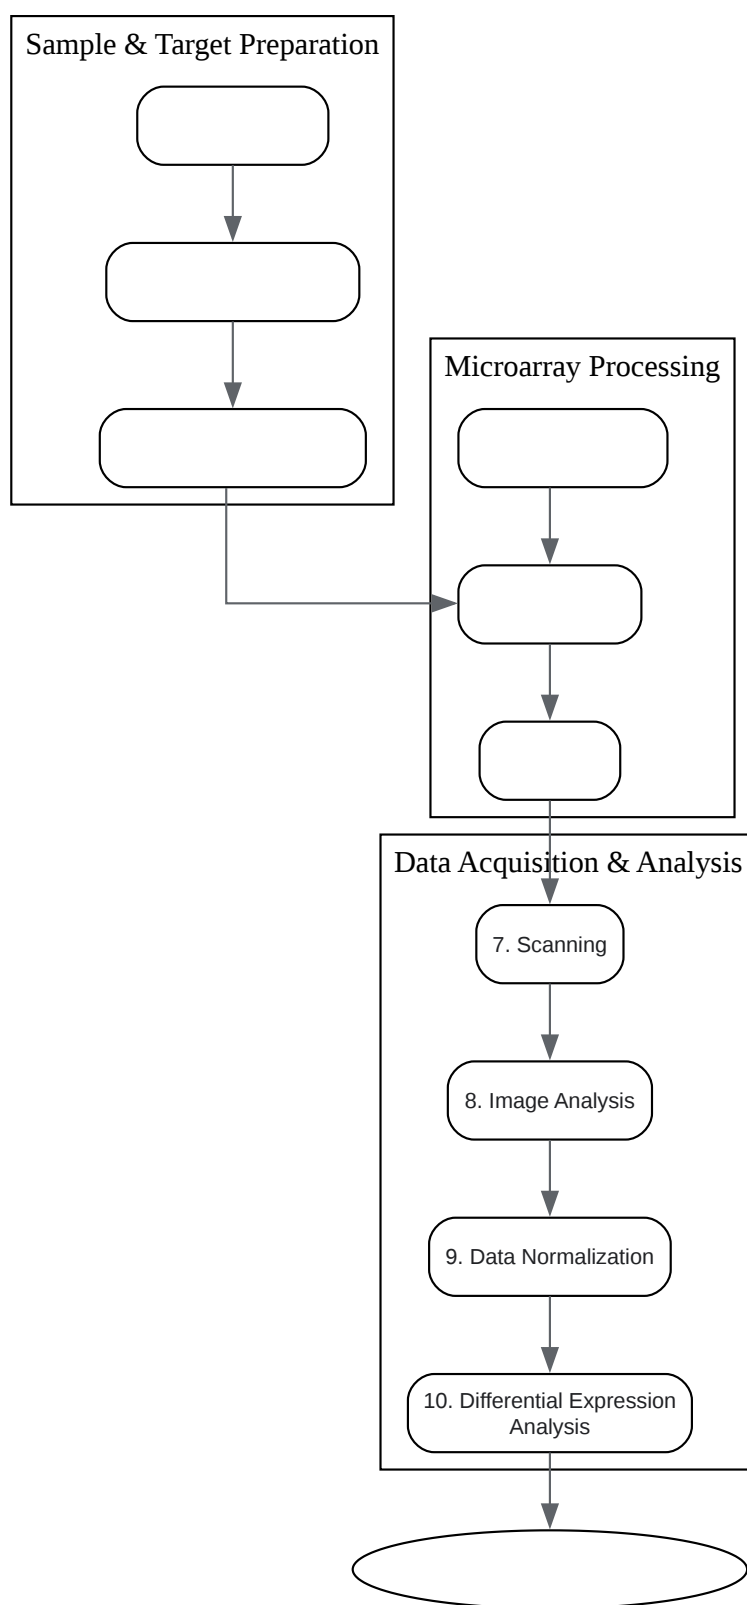 Sample & Target Preparation
Microarray Processing
Data Acquisition & Analysis
7. Scanning
8. Image Analysis
9. Data Normalization
10. Differential Expression
Analysis